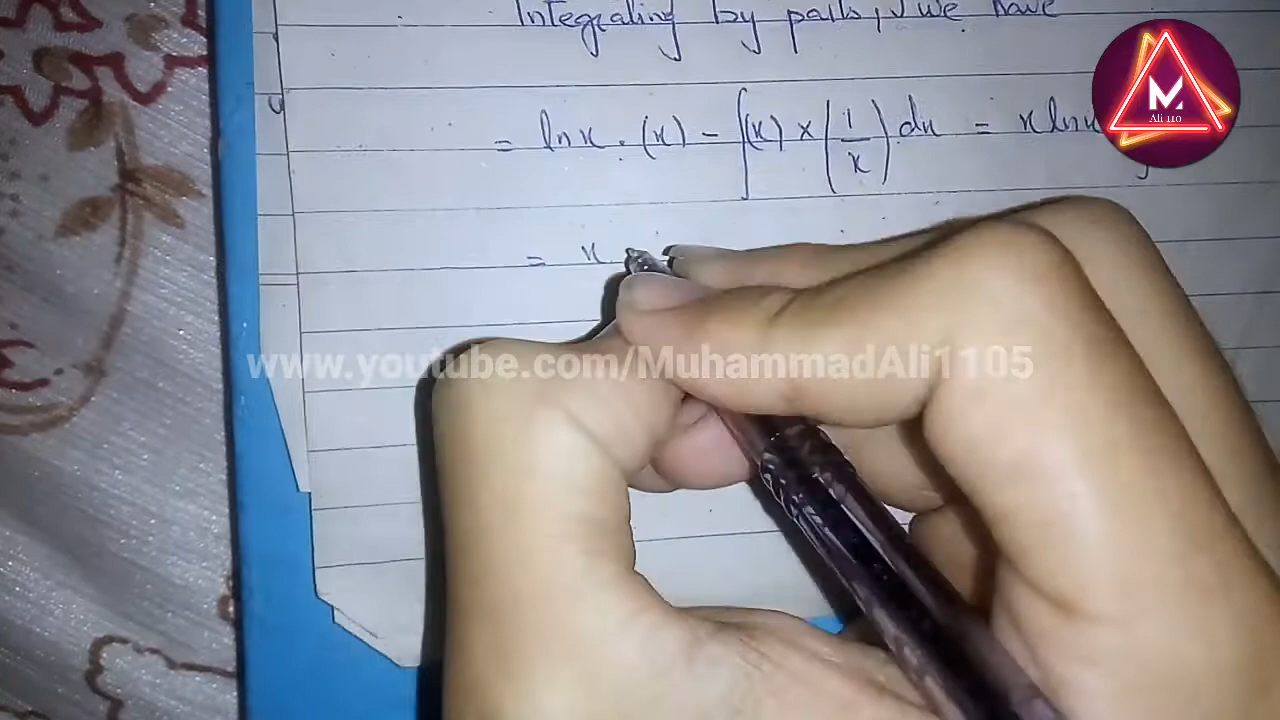 Integrating by parts, we have
= ln x . (x) - ∫(x) × (1/x) dx = x ln x
= x
M
Ali 110
www.youtube.com/MuhammadAli1105